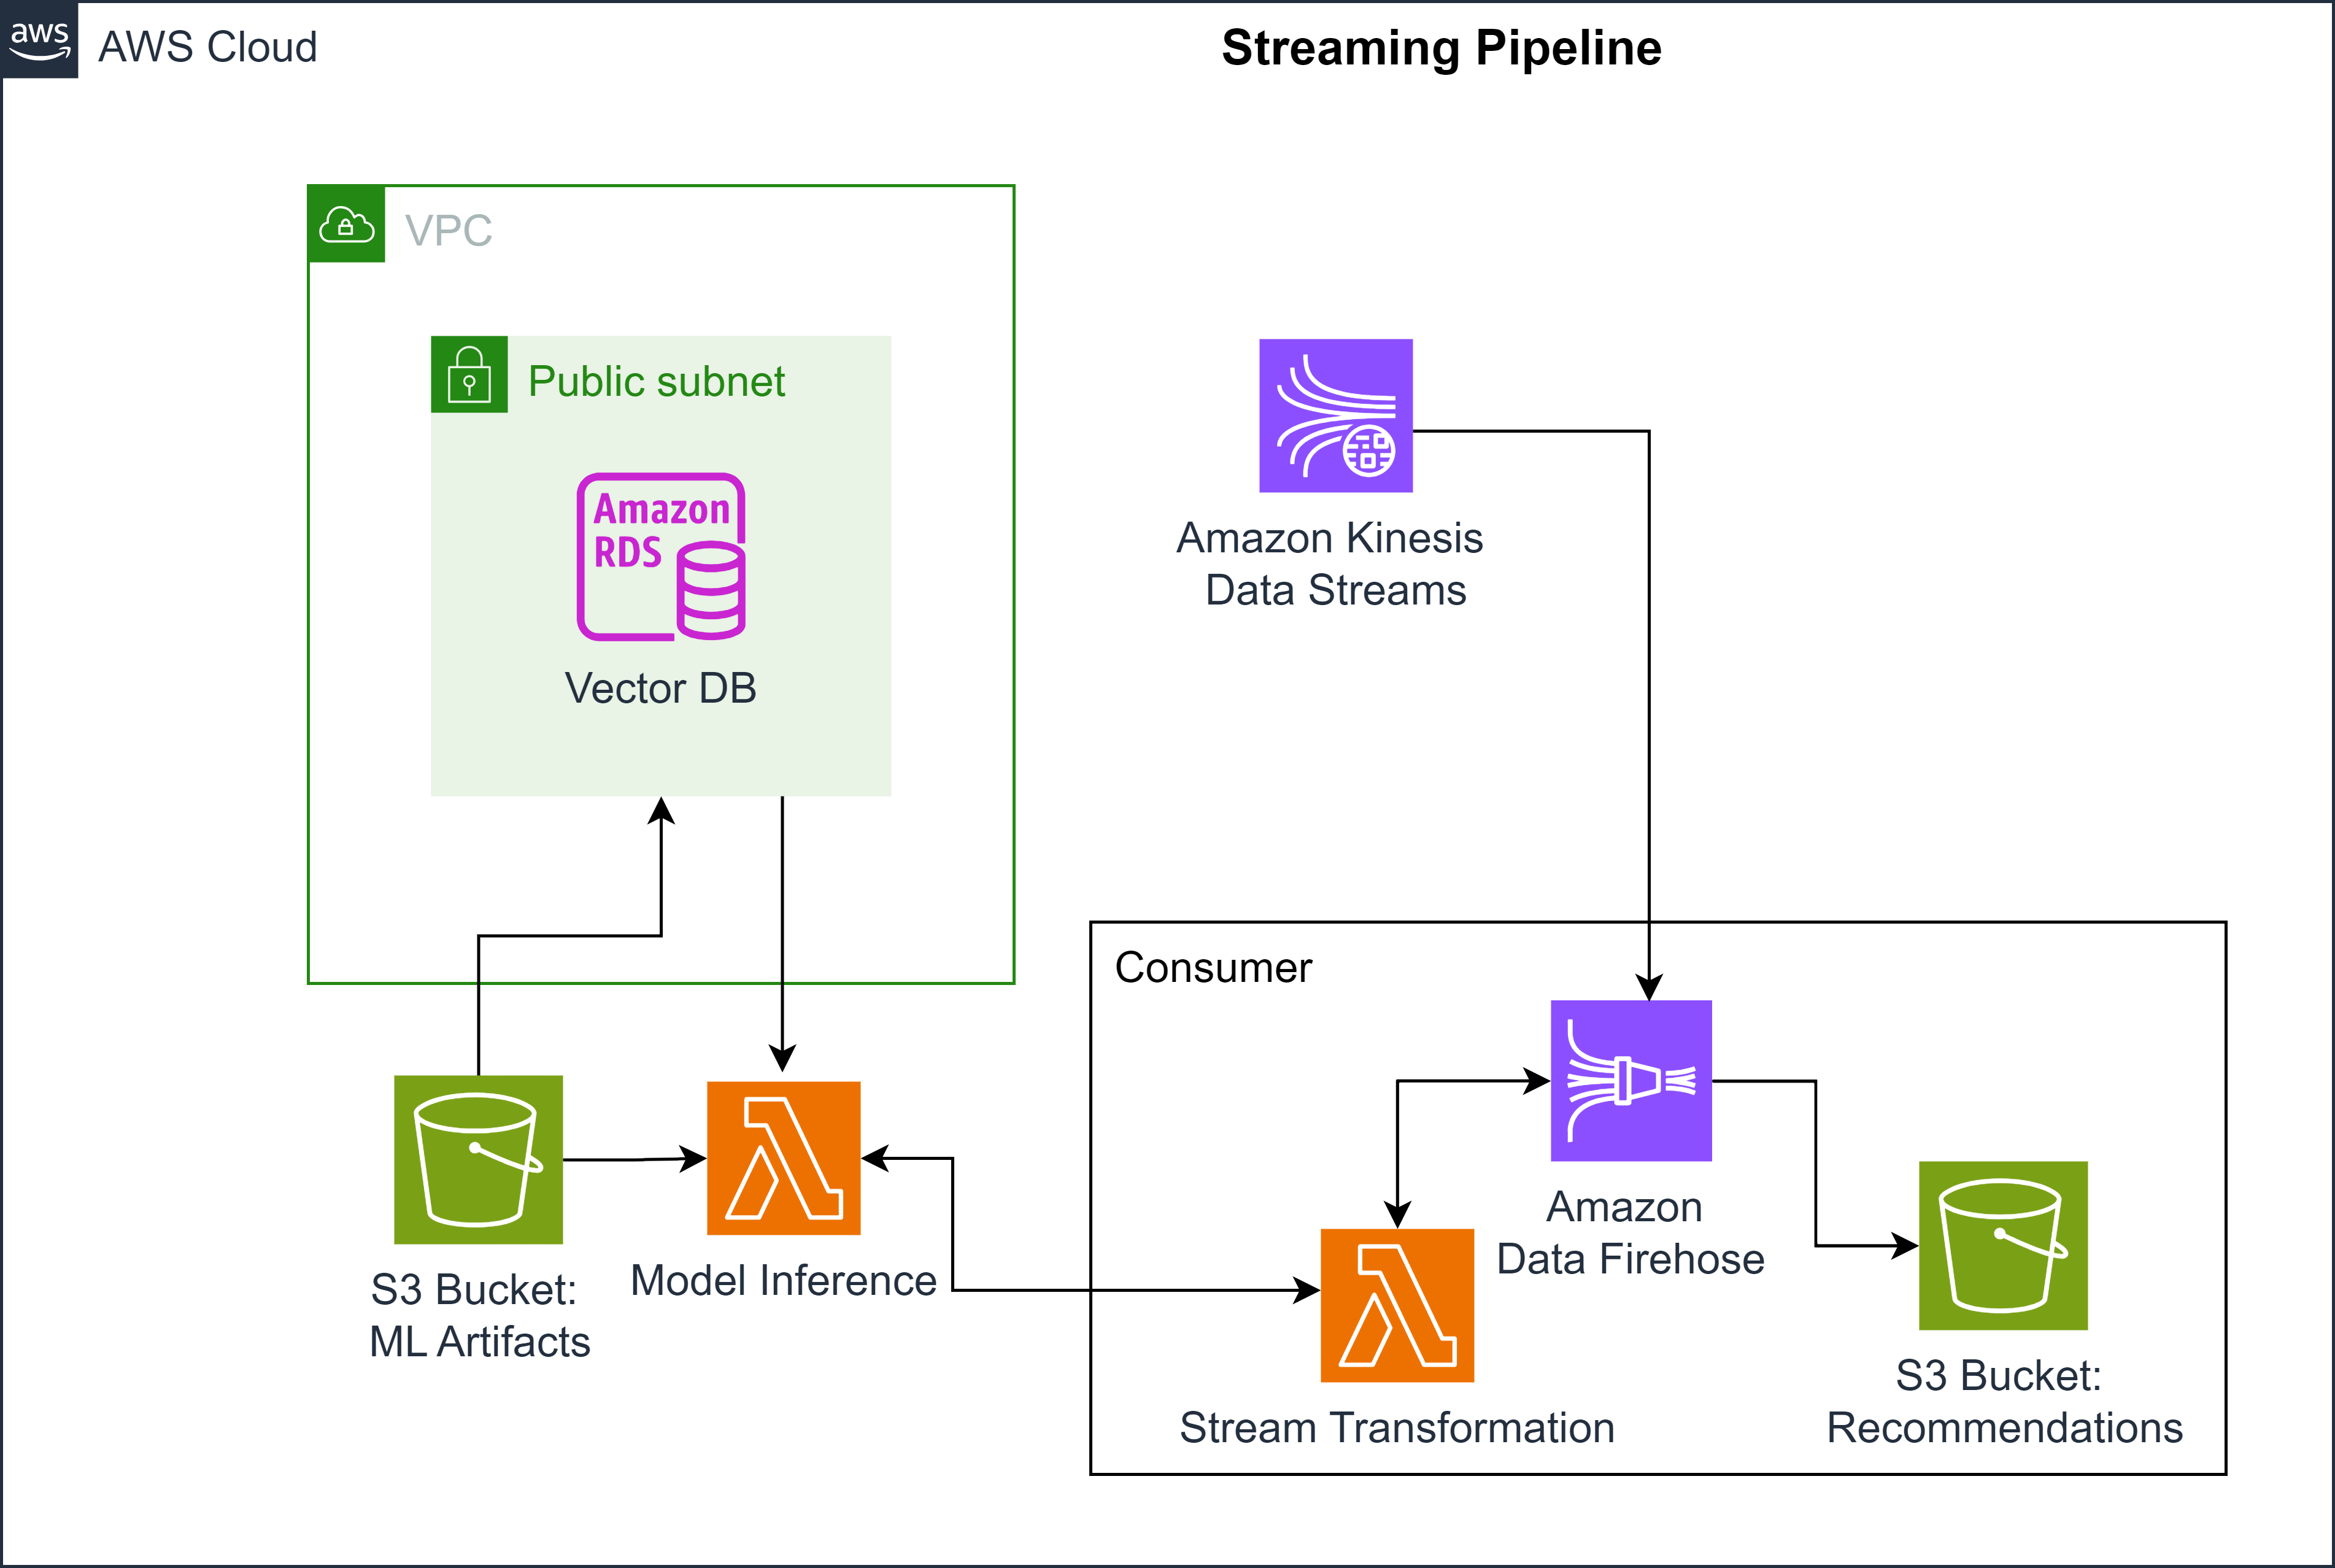 aws
AWS Cloud
Streaming Pipeline
VPC
Public subnet
Amazon
RDS
Vector DB
Amazon Kinesis
Data Streams
Consumer
Amazon
Data Firehose
S3 Bucket:
ML Artifacts
Model Inference
Stream Transformation
S3 Bucket:
Recommendations